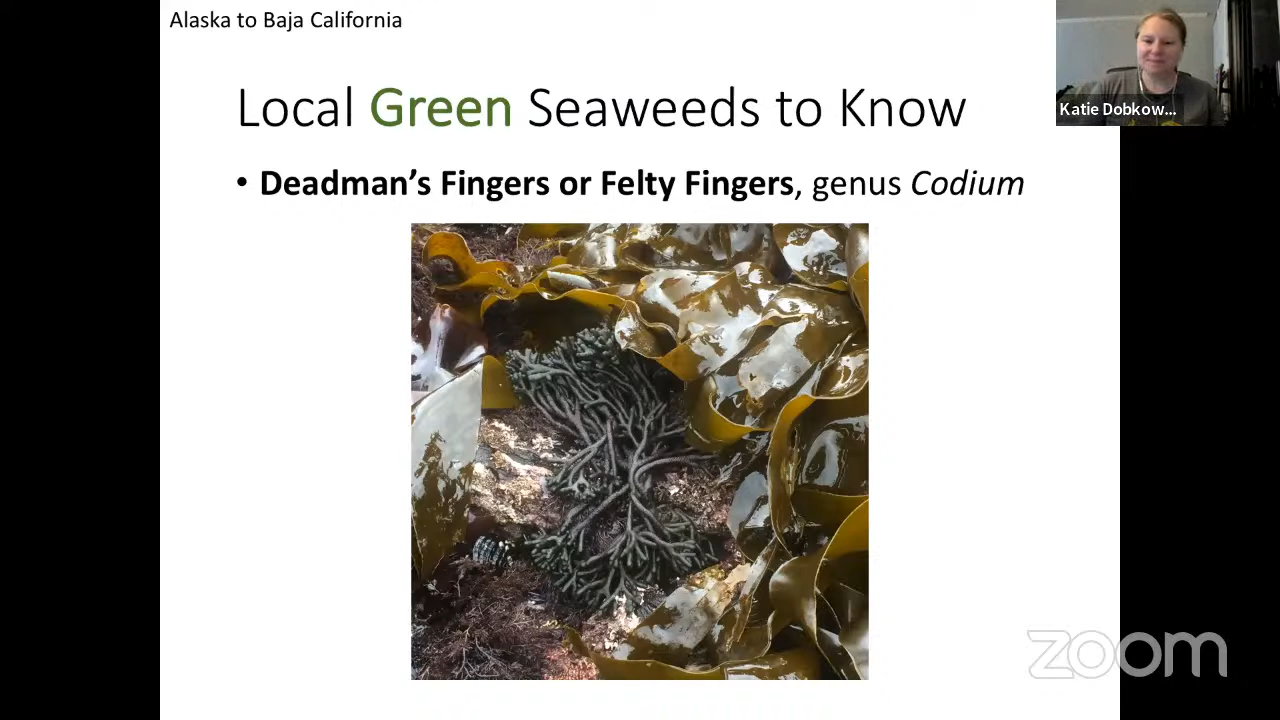 Alaska to Baja California
Local Green Seaweeds to Know
Katie Dobkow...
• Deadman’s Fingers or Felty Fingers, genus Codium
zoom